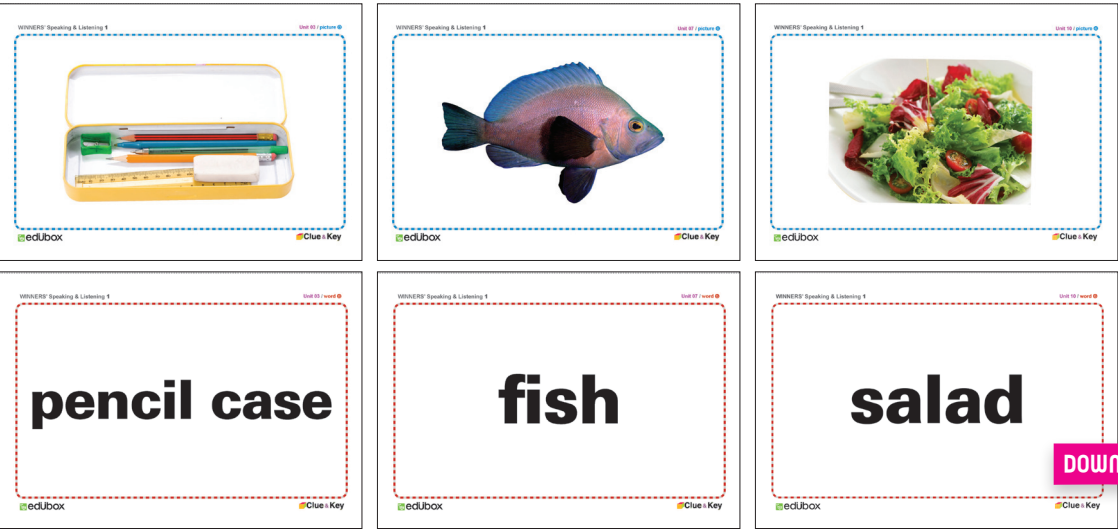 WINNERS' Speaking & Listening 1
Unit 03 / picture
edUbox
Clue & Key
WINNERS' Speaking & Listening 1
Unit 07 / picture
edUbox
Clue & Key
WINNERS' Speaking & Listening 1
Unit 10 / picture
edUbox
Clue & Key
WINNERS' Speaking & Listening 1
Unit 03 / word
pencil case
edUbox
Clue & Key
WINNERS' Speaking & Listening 1
Unit 07 / word
fish
edUbox
Clue & Key
WINNERS' Speaking & Listening 1
Unit 10 / word
salad
edUbox
Clue & Key
DOWN